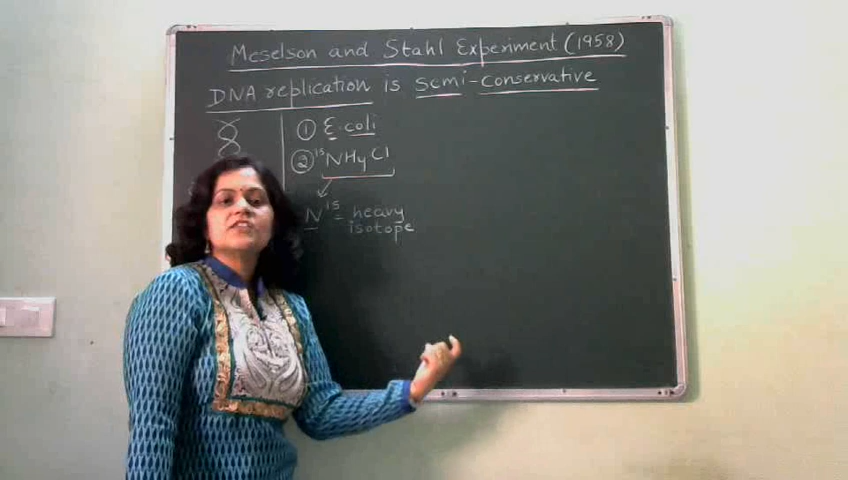 Meselson and Stahl Experiment (1958)
DNA replication is Semi-Conservative
① E.coli
② ¹⁵NH4Cl
N¹⁵ = heavy
isotope